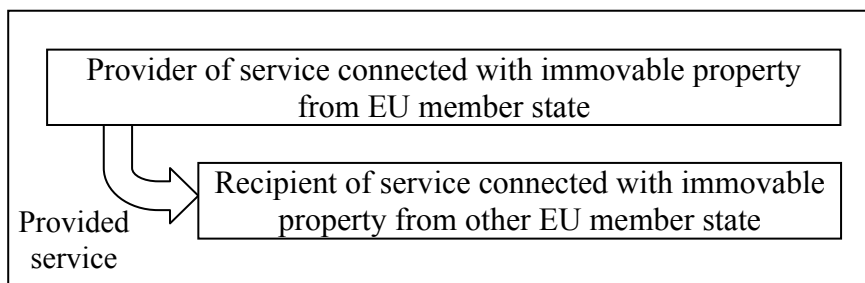 Provider of service connected with immovable property
from EU member state
Recipient of service connected with immovable
property from other EU member state
Provided
service